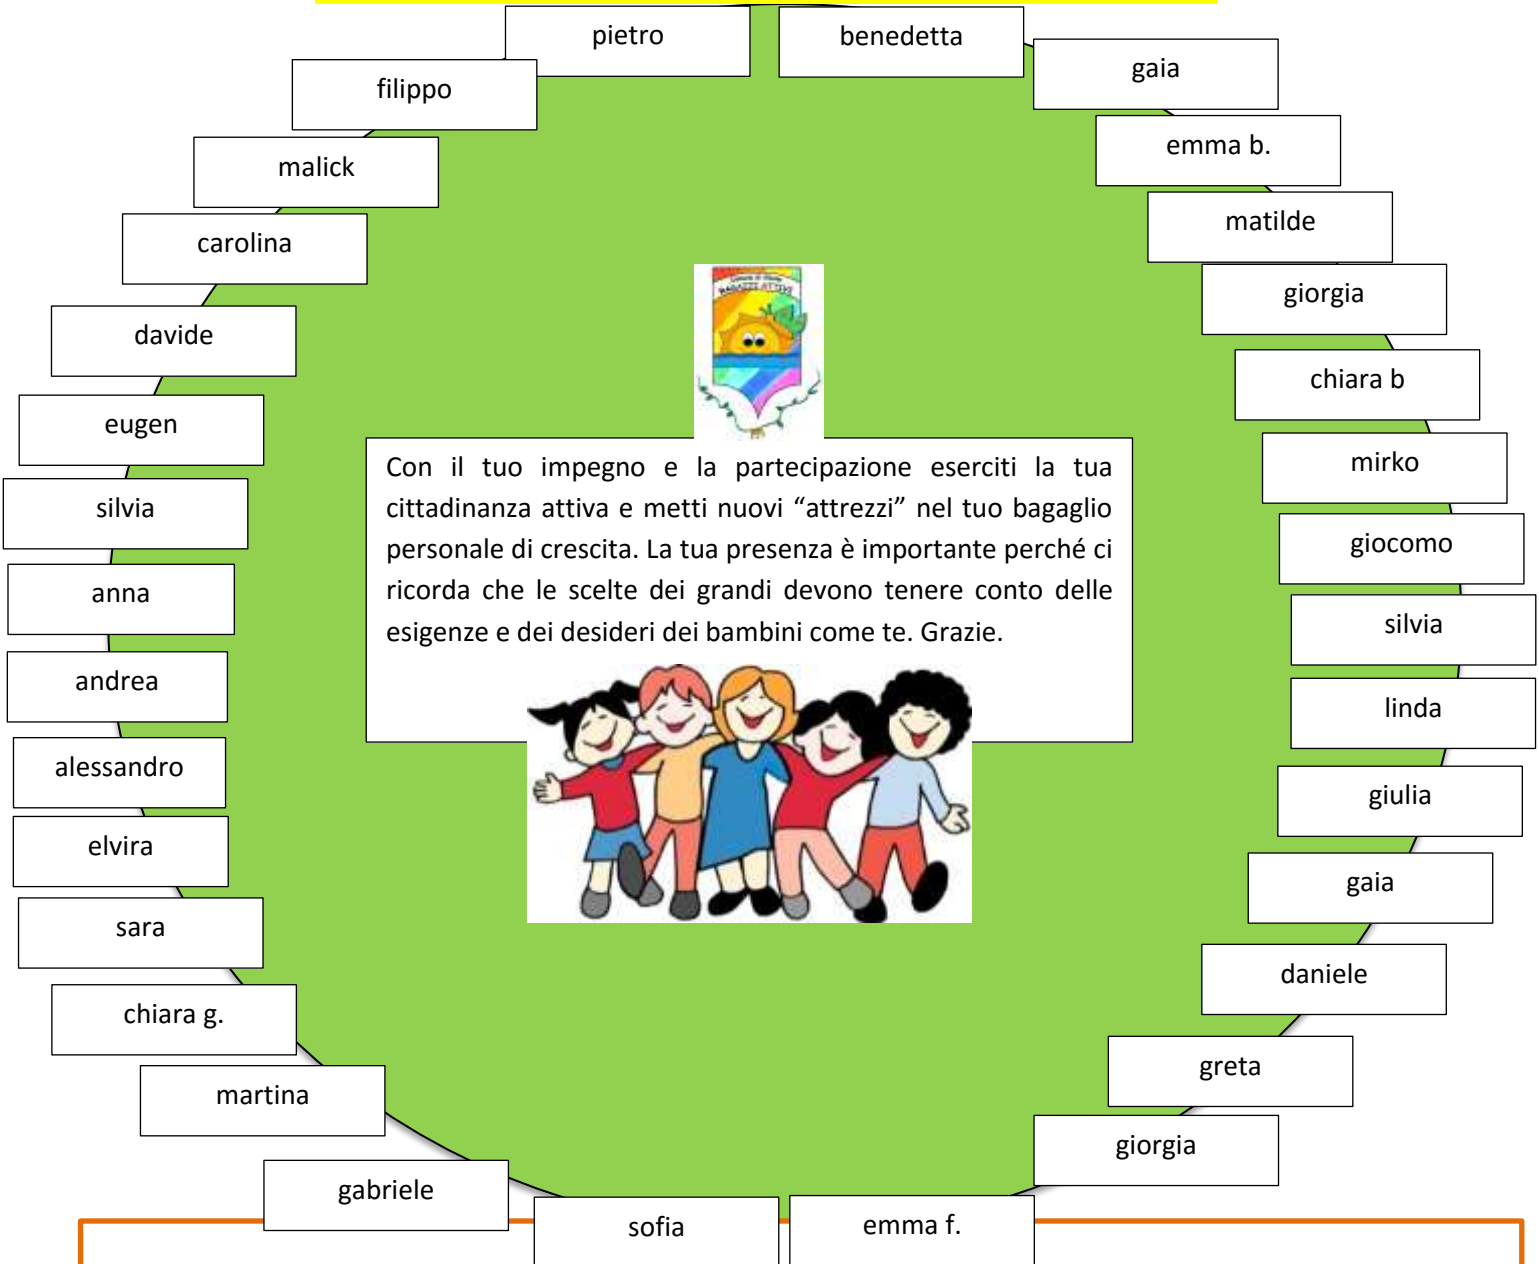 pietro
benedetta
gaia
filippo
emma b.
malick
matilde
carolina
giorgia
davide
chiara b
eugen
mirko
silvia
giocomo
anna
silvia
andrea
linda
alessandro
giulia
elvira
gaia
sara
daniele
chiara g.
greta
martina
giorgia
gabriele
sofia
emma f.
RAGAZZI ATTIVI
Con il tuo impegno e la partecipazione eserciti la tua
cittadinanza attiva e metti nuovi “attrezzi” nel tuo bagaglio
personale di crescita. La tua presenza è importante perché ci
ricorda che le scelte dei grandi devono tenere conto delle
esigenze e dei desideri dei bambini come te. Grazie.